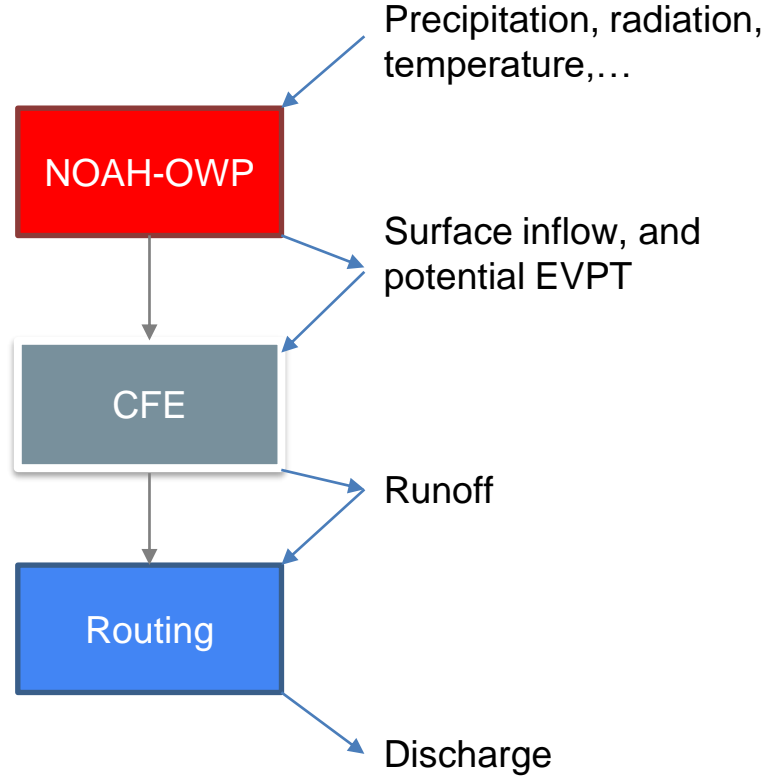 Precipitation, radiation,
temperature,…
NOAH-OWP
Surface inflow, and
potential EVPT
CFE
Runoff
Routing
Discharge